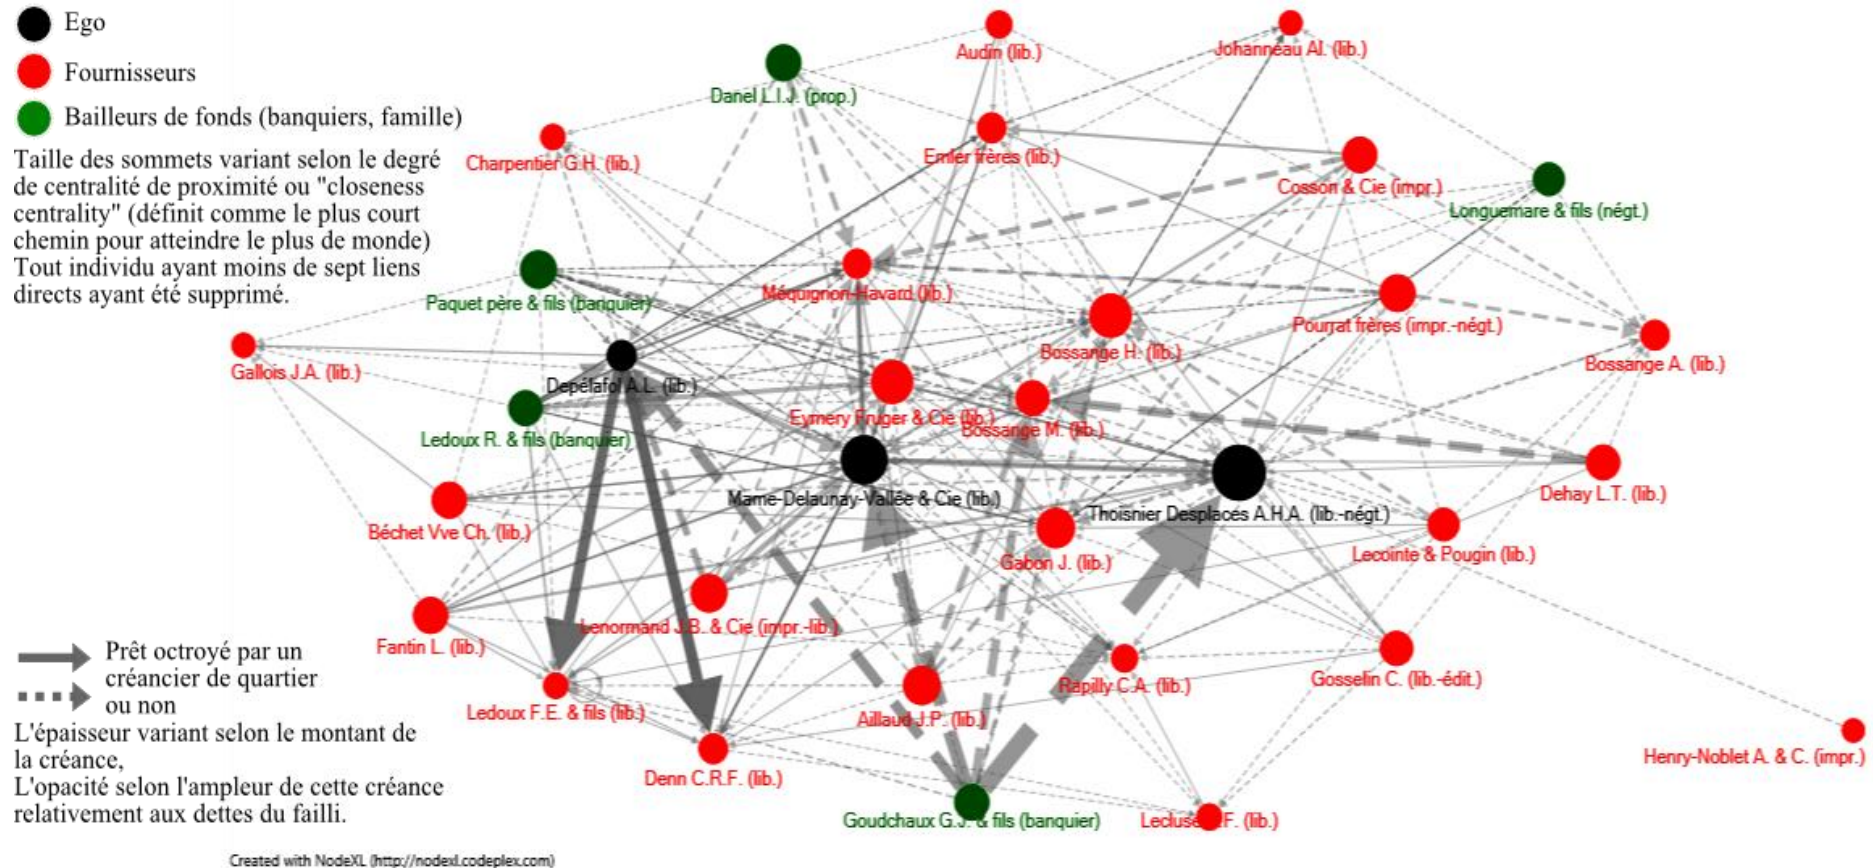 Ego
Fournisseurs
Bailleurs de fonds (banquiers, famille)
Taille des sommets variant selon le degré
de centralité de proximité ou "closeness
centrality" (définit comme le plus court
chemin pour atteindre le plus de monde)
Tout individu ayant moins de sept liens
directs ayant été supprimé.
Audin (lib.)
Johanneau Al. (lib.)
Danel L.I.J. (prop.)
Charpentier G.H. (lib.)
Emler frères (lib.)
Cosson & Cie (impr.)
Longuemare & fils (négt.)
Paquet père & fils (banquier)
Méquignon-Havard (lib.)
Bossange H. (lib.)
Pourrat frères (impr.-négt.)
Bossange A. (lib.)
Gallois J.A. (lib.)
Depélafol A.L. (lib.)
Eymery Fruger & Cie (lib.)
Bossange M. (lib.)
Ledoux R. & fils (banquier)
Mame-Delaunay-Vallée & Cie (lib.)
Thoisnier Desplaces A.H.A. (lib.-négt.)
Dehay L.T. (lib.)
Béchet Vve Ch. (lib.)
Gabon J. (lib.)
Lecointe & Pougin (lib.)
Fantin L. (lib.)
Lenormand J.B. & Cie (impr.-lib.)
Rapilly C.A. (lib.)
Gosselin C. (lib.-édit.)
Ledoux F.E. & fils (lib.)
Aillaud J.P. (lib.)
Henry-Noblet A. & C. (impr.)
Denn C.R.F. (lib.)
Goudchaux G.J. & fils (banquier)
Lecluse F. (lib.)
Prêt octroyé par un
créancier de quartier
ou non
L'épaisseur variant selon le montant de
la créance,
L'opacité selon l'ampleur de cette créance
relativement aux dettes du failli.
Created with NodeXL (http://nodexl.codeplex.com)